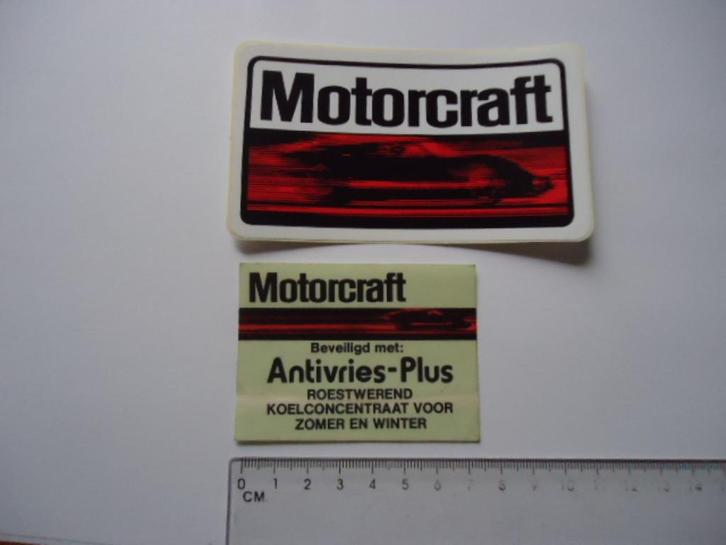 Motorcraft
Motorcraft
Beveiligd met:
Antivries-Plus
ROESTWEREND
KOELCONCENTRAAT VOOR
ZOMER EN WINTER
0 1 2 3 4 5 6 7 8 9 10 11 12 13 14
CM